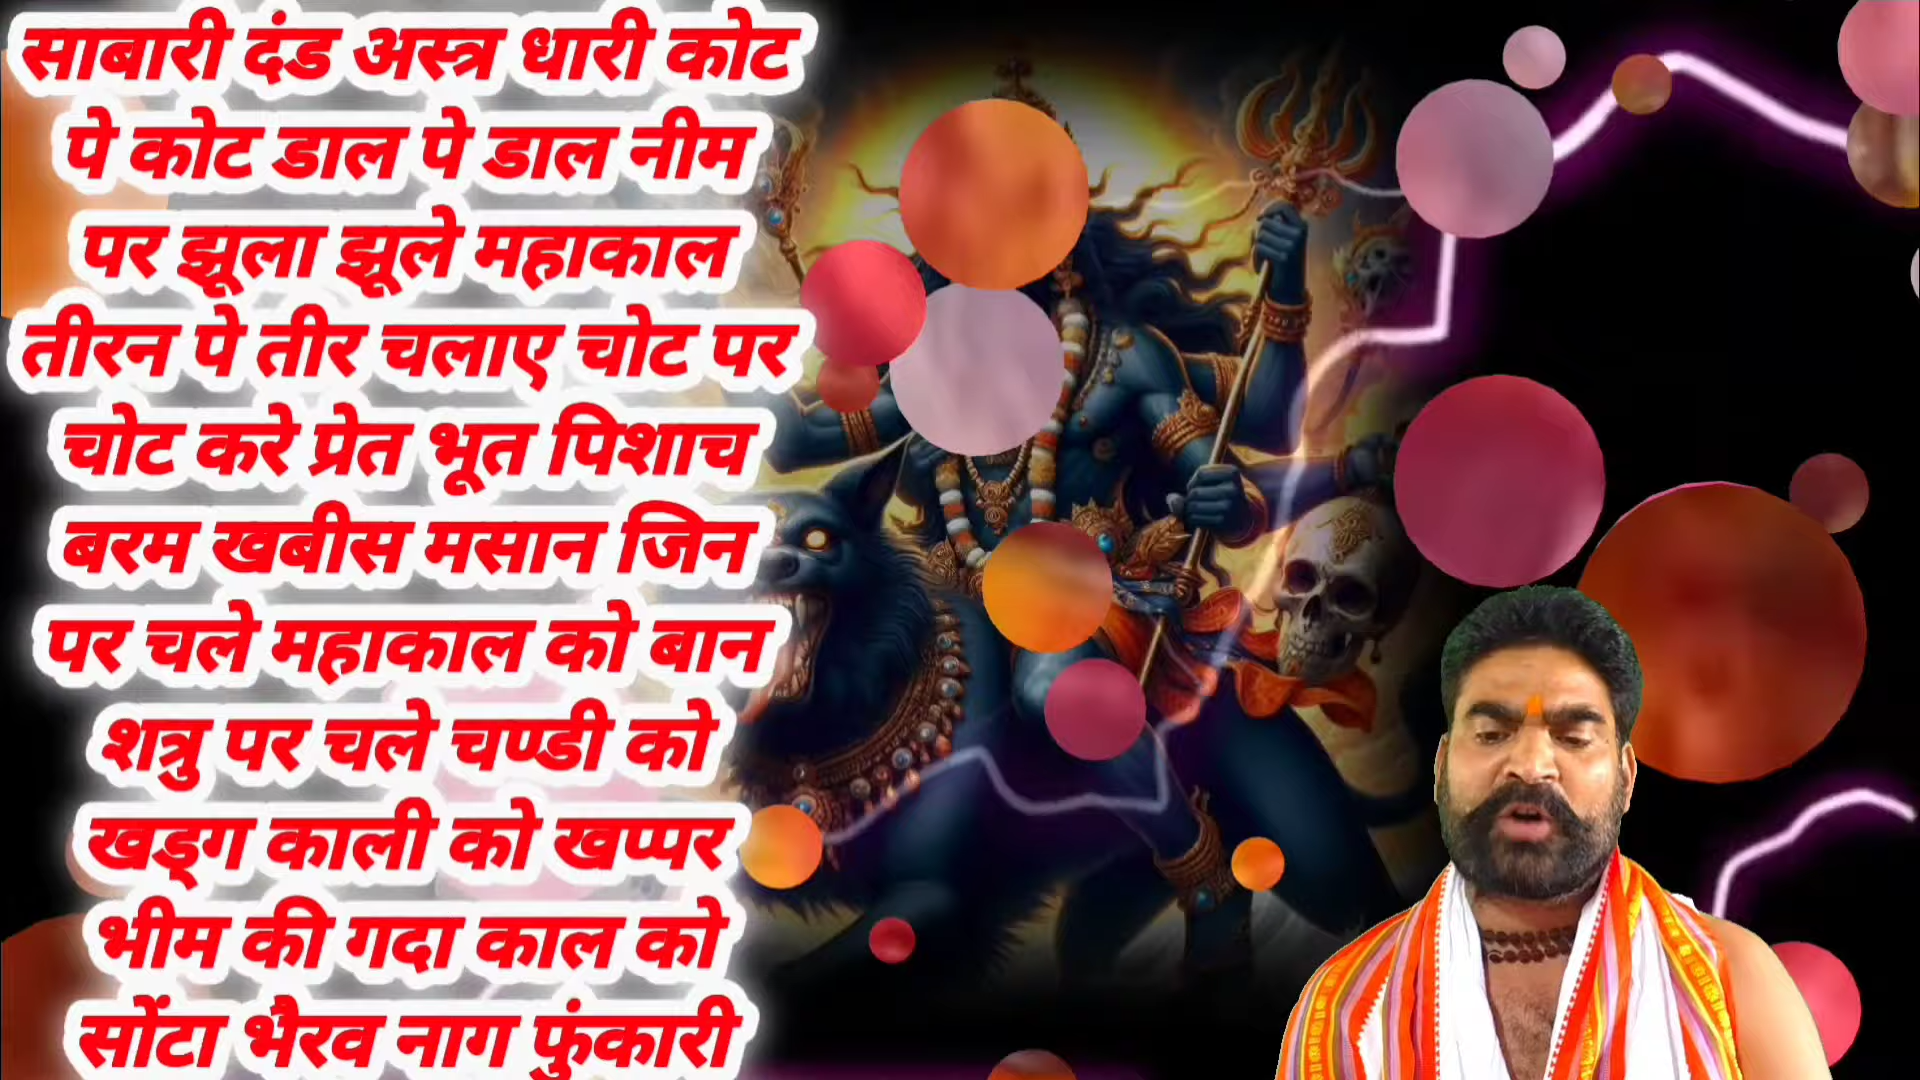 साबारी दंड अस्त्र धारी कोट
पे कोट डाल पे डाल नीम
पर झूला झूले महाकाल
तीरन पे तीर चलाए चोट पर
चोट करे प्रेत भूत पिशाच
बरम खबीस मसान जिन
पर चले महाकाल को बान
शत्रु पर चले चण्डी को
खड्ग काली को खप्पर
भीम की गदा काल को
सोंटा भैरव नाग फुंकारी